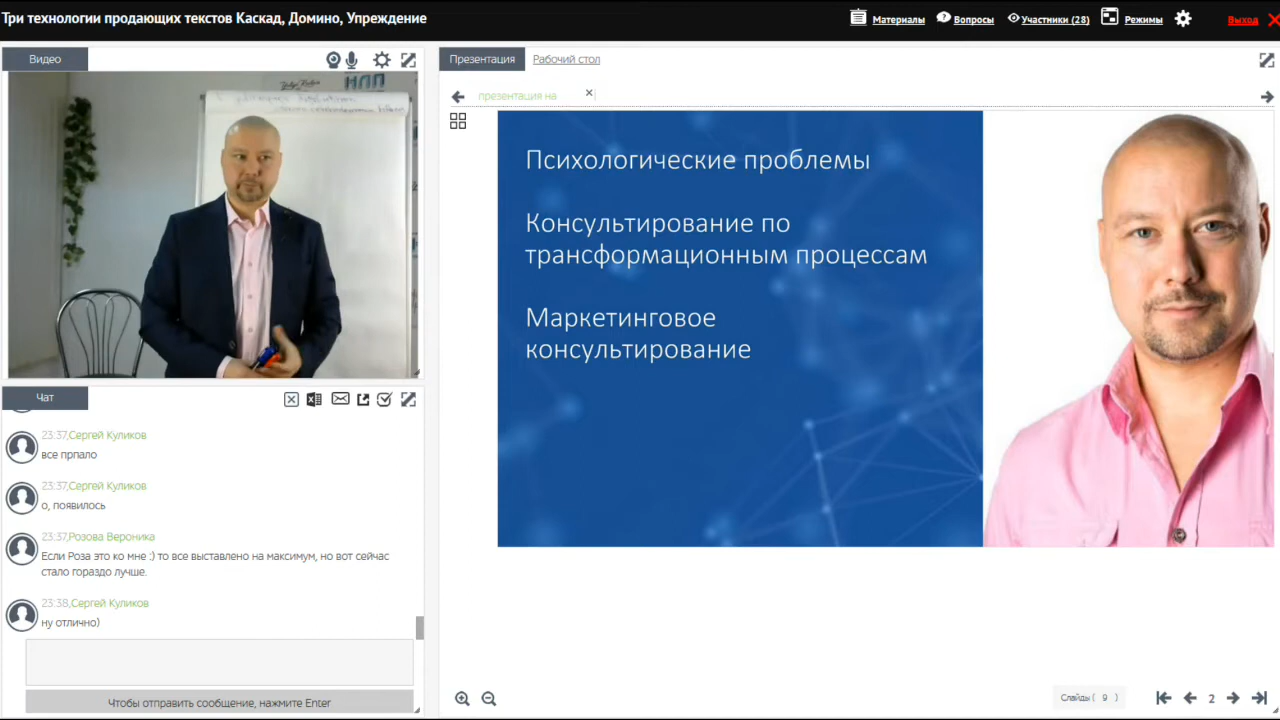 Три технологии продающих текстов Каскад, Домино, Упреждение
Материалы
Вопросы
Участники (28)
Режимы
Выход
Видео
НЛП
Презентация
Рабочий стол
презентация на
Психологические проблемы
Консультирование по
трансформационным процессам
Маркетинговое
консультирование
Чат
23:37,Сергей Куликов
все прпало
23:37,Сергей Куликов
о, появилось
23:37,Розова Вероника
Если Роза это ко мне :) то все выставлено на максимум, но вот сейчас
стало гораздо лучше.
23:38,Сергей Куликов
ну отлично)
Чтобы отправить сообщение, нажмите Enter
Слайды ( 9 )
2